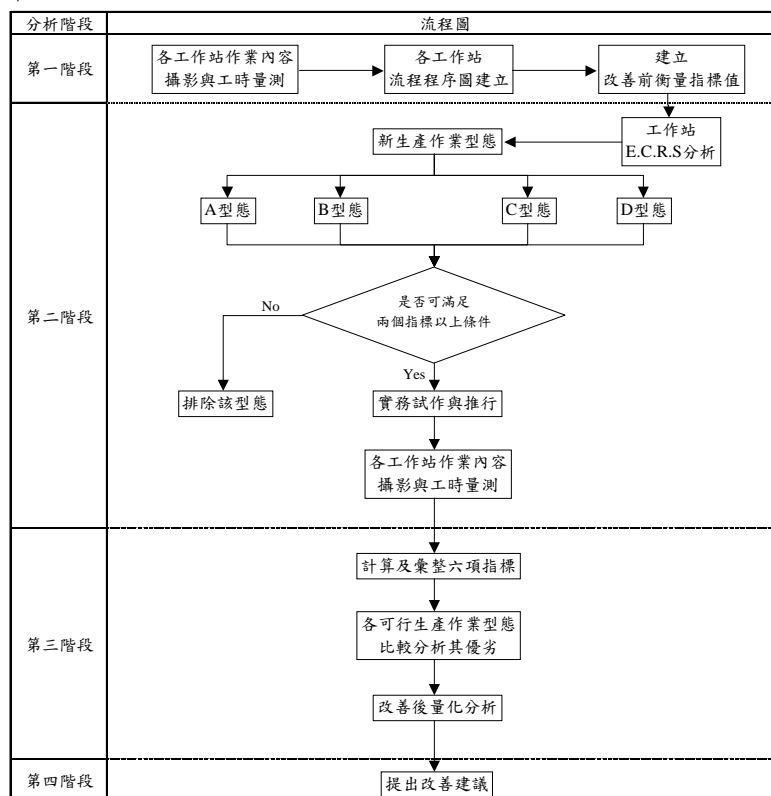 分析階段
流程圖
第一階段
各工作站作業內容
攝影與工時量測
各工作站
流程程序圖建立
建立
改善前衡量指標值
第二階段
工作站
E.C.R.S分析
新生產作業型態
A型態
B型態
C型態
D型態
是否可滿足
兩個指標以上條件
No
Yes
排除該型態
實務試作與推行
各工作站作業內容
攝影與工時量測
第三階段
計算及彙整六項指標
各可行生產作業型態
比較分析其優劣
改善後量化分析
第四階段
提出改善建議